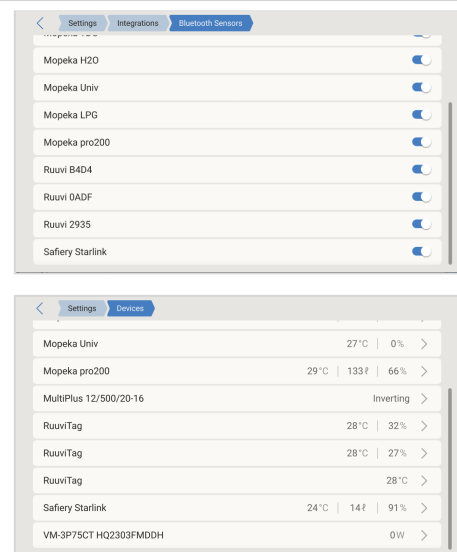 Settings Integrations Bluetooth Sensors
Mopeka H2O
Mopeka Univ
Mopeka LPG
Mopeka pro200
Ruuvi B4D4
Ruuvi 0ADF
Ruuvi 2935
Safiery Starlink
Settings Devices
Mopeka Univ 27°C 0%
Mopeka pro200 29°C 133ℓ 66%
MultiPlus 12/500/20-16 Inverting
RuuviTag 28°C 32%
RuuviTag 28°C 27%
RuuviTag 28°C
Safiery Starlink 24°C 14ℓ 91%
VM-3P75CT HQ2303FMDDH 0W